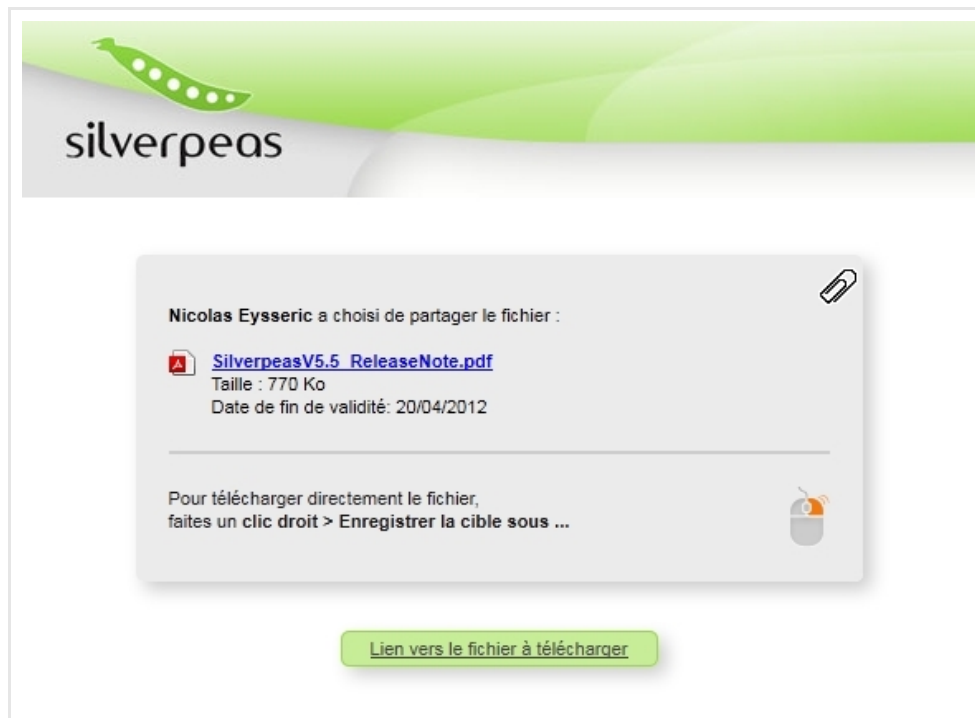 silverpeas
Nicolas Eysseric a choisi de partager le fichier :
SilverpeasV5.5_ReleaseNote.pdf
Taille : 770 Ko
Date de fin de validité: 20/04/2012
Pour télécharger directement le fichier,
faites un clic droit > Enregistrer la cible sous ...
Lien vers le fichier à télécharger